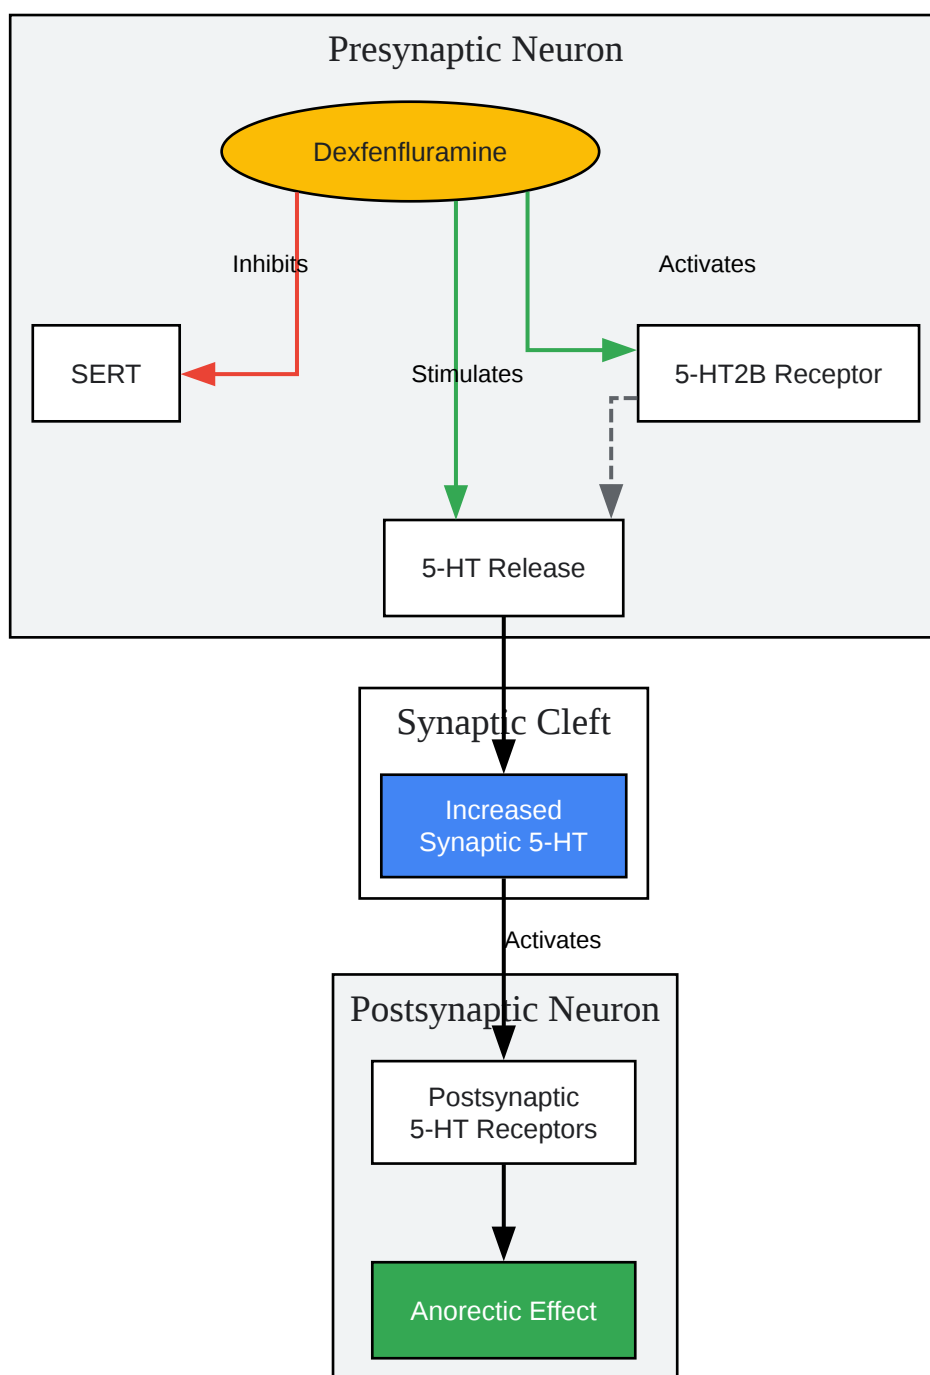 Presynaptic Neuron
Dexfenfluramine
Inhibits
Activates
SERT
Stimulates
5-HT2B Receptor
5-HT Release
Synaptic Cleft
Increased
Synaptic 5-HT
Activates
Postsynaptic Neuron
Postsynaptic
5-HT Receptors
Anorectic Effect